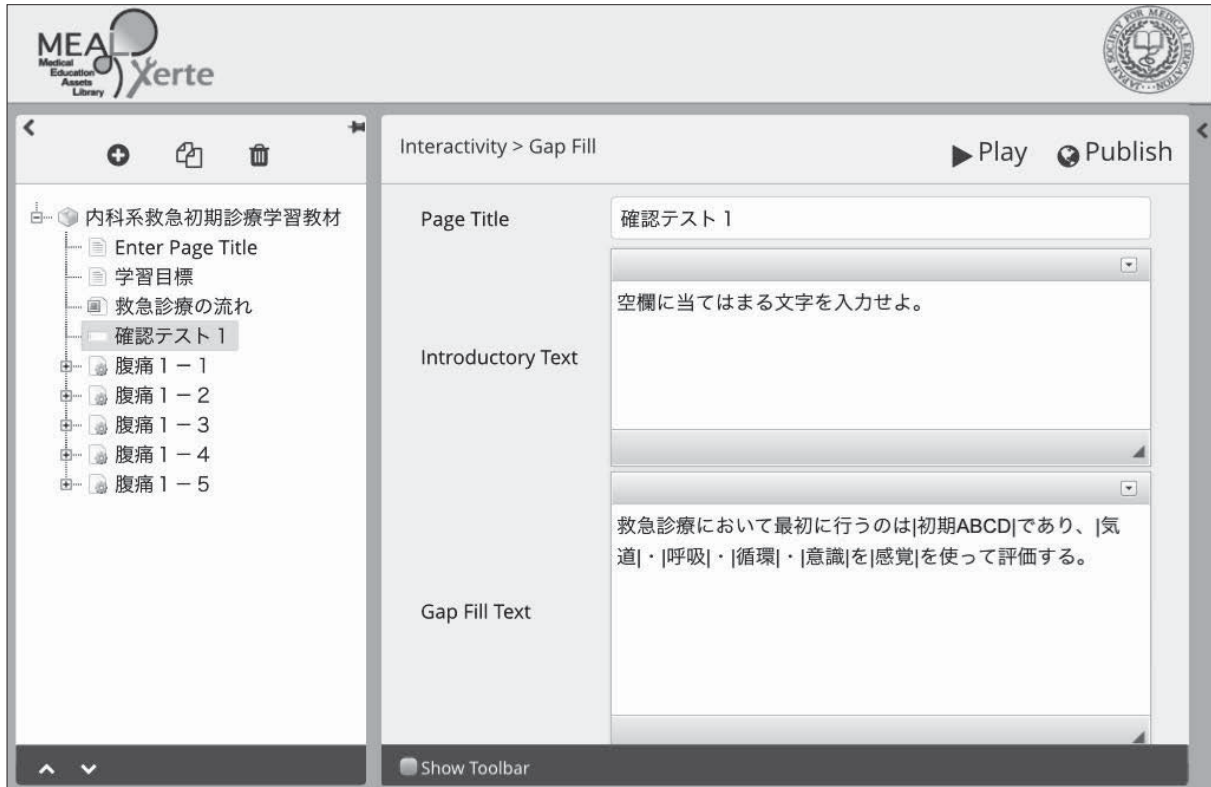 MEAL
Medical
Education
Assets
Library
Xerte
JAPAN SOCIETY FOR MEDICAL EDUCATION
Interactivity > Gap Fill
Play
Publish
内科系救急初期診療学習教材
Enter Page Title
学習目標
救急診療の流れ
確認テスト1
腹痛1－1
腹痛1－2
腹痛1－3
腹痛1－4
腹痛1－5
Page Title
確認テスト1
Introductory Text
空欄に当てはまる文字を入力せよ。
Gap Fill Text
救急診療において最初に行うのは|初期ABCD|であり、|気
道|・|呼吸|・|循環|・|意識|を|感覚|を使って評価する。
Show Toolbar